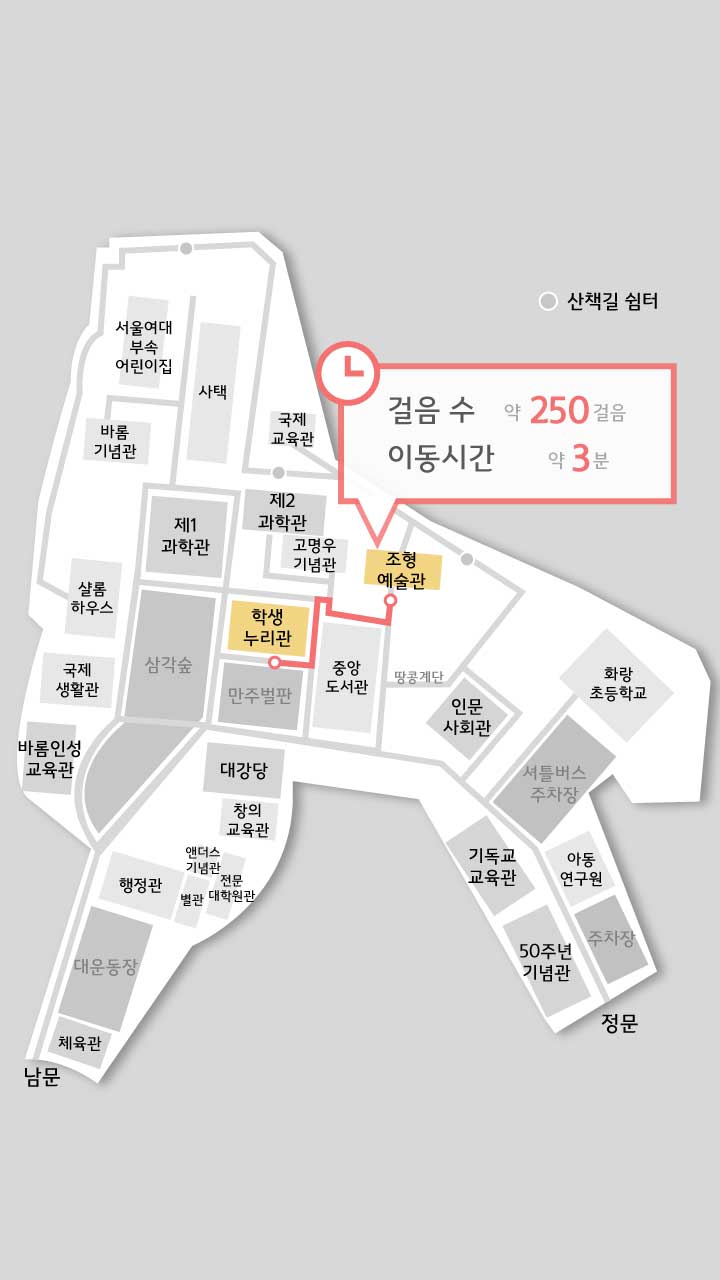 산책길 쉼터
걸음 수 약 250 걸음
이동시간 약 3 분
서울여대
부속
어린이집
사택
바롬
기념관
국제
교육관
제1
과학관
제2
과학관
고명우
기념관
조형
예술관
샬롬
하우스
삼각숲
학생
누리관
국제
생활관
만주벌판
중앙
도서관
땅콩계단
인문
사회관
화랑
초등학교
바롬인성
교육관
대강당
셔틀버스
주차장
창의
교육관
앤더스
기념관
행정관
별관
전문
대학원관
기독교
교육관
아동
연구원
대운동장
50주년
기념관
주차장
체육관
남문
정문